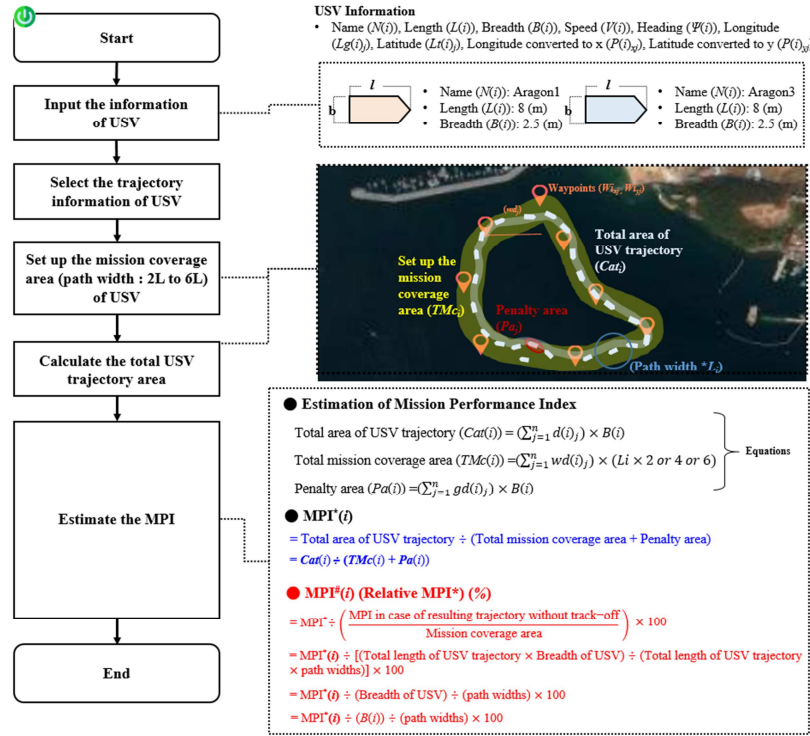 Start
Input the information
of USV
Select the trajectory
information of USV
Set up the mission coverage
area (path width : 2L to 6L)
of USV
Calculate the total USV
trajectory area
Estimate the MPI
End
USV Information
• Name (N(i)), Length (L(i)), Breadth (B(i)), Speed (V(i)), Heading (Ψ(i)), Longitude
(Lg(i)j), Latitude (Lt(i)j), Longitude converted to x (P(i)xj), Latitude converted to y (P(i)yj)
l
b
• Name (N(i)): Aragon1
• Length (L(i)): 8 (m)
• Breadth (B(i)): 2.5 (m)
l
b
• Name (N(i)): Aragon3
• Length (L(i)): 8 (m)
• Breadth (B(i)): 2.5 (m)
Waypoints (Wixj, Wiyj)
Total area of
USV trajectory
(Cati)
Set up the
mission
coverage
area (TMci)
Penalty area
(Paj)
(Path width *Li)
● Estimation of Mission Performance Index
Total area of USV trajectory (Cat(i)) = (∑ⁿj=1 d(i)j) × B(i)
Total mission coverage area (TMc(i)) =(∑ⁿj=1 wd(i)j) × (Li × 2 or 4 or 6)
Penalty area (Pa(i)) =(∑ⁿj=1 gd(i)j) × B(i)
Equations
● MPI*(i)
= Total area of USV trajectory ÷ (Total mission coverage area + Penalty area)
= Cat(i) ÷ (TMc(i) + Pa(i))
● MPI#(i) (Relative MPI*) (%)
= MPI* ÷ (MPI in case of resulting trajectory without track−off / Mission coverage area) × 100
= MPI*(i) ÷ [(Total length of USV trajectory × Breadth of USV) ÷ (Total length of USV trajectory
× path widths)] × 100
= MPI*(i) ÷ (Breadth of USV) ÷ (path widths) × 100
= MPI*(i) ÷ (B(i)) ÷ (path widths) × 100